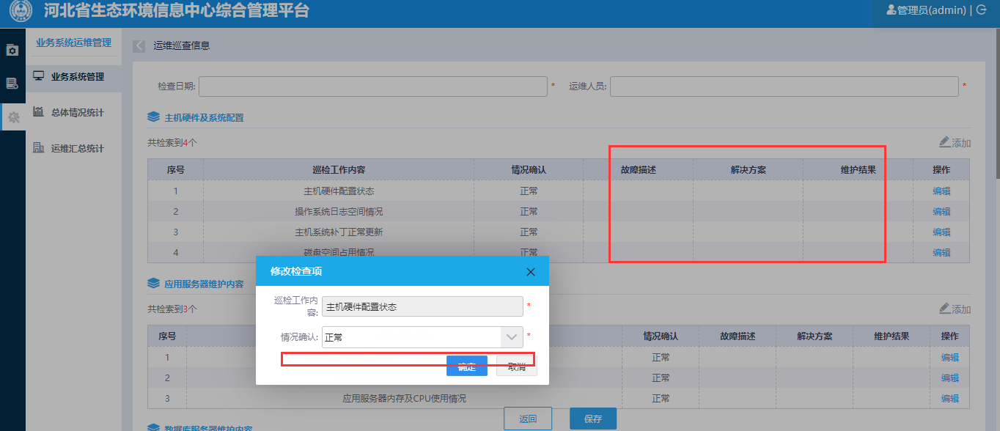 河北省生态环境信息中心综合管理平台
管理员(admin) |
业务系统运维管理
业务系统管理
总体情况统计
运维汇总统计
运维巡查信息
检查日期: * 运维人员: *
主机硬件及系统配置
共检索到4个 添加
序号 巡检工作内容 情况确认 故障描述 解决方案 维护结果 操作
1 主机硬件配置状态 正常 编辑
2 操作系统日志空间情况 正常 编辑
3 主机系统补丁正常更新 正常 编辑
4 磁盘空间占用情况 正常 编辑
修改检查项
巡检工作内
容: 主机硬件配置状态 *
情况确认: 正常 *
确定 取消
应用服务器维护内容
共检索到3个 添加
序号 情况确认 故障描述 解决方案 维护结果 操作
1 正常 编辑
2 正常 编辑
3 应用服务器内存及CPU使用情况 正常 编辑
返回 保存
数据库服务器维护内容